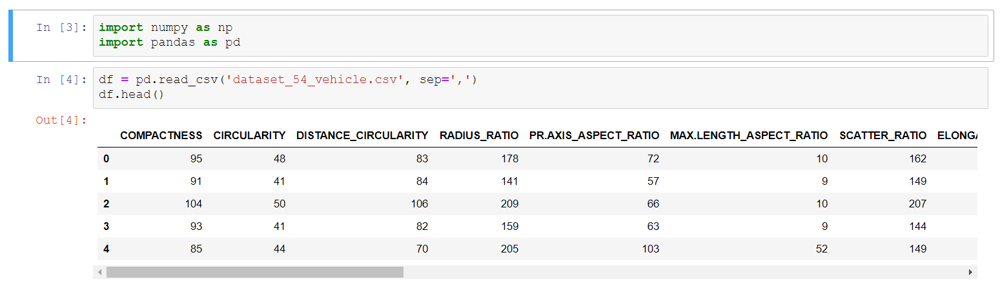 In [3]: import numpy as np
import pandas as pd
In [4]: df = pd.read_csv('dataset_54_vehicle.csv', sep=',')
df.head()
Out[4]:
COMPACTNESS CIRCULARITY DISTANCE_CIRCULARITY RADIUS_RATIO PR.AXIS_ASPECT_RATIO MAX.LENGTH_ASPECT_RATIO SCATTER_RATIO
0 95 48 83 178 72 10 162
1 91 41 84 141 57 9 149
2 104 50 106 209 66 10 207
3 93 41 82 159 63 9 144
4 85 44 70 205 103 52 149